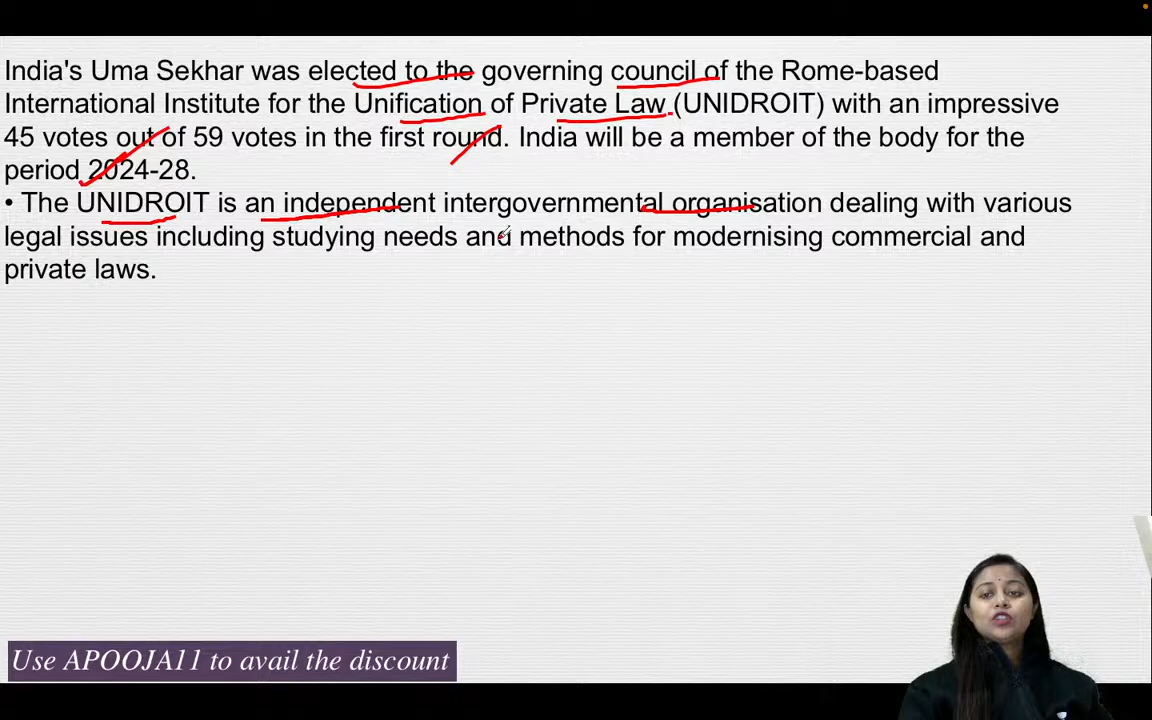 India's Uma Sekhar was elected to the governing council of the Rome-based
International Institute for the Unification of Private Law (UNIDROIT) with an impressive
45 votes out of 59 votes in the first round. India will be a member of the body for the
period 2024-28.
• The UNIDROIT is an independent intergovernmental organisation dealing with various
legal issues including studying needs and methods for modernising commercial and
private laws.
Use APOOJA11 to avail the discount